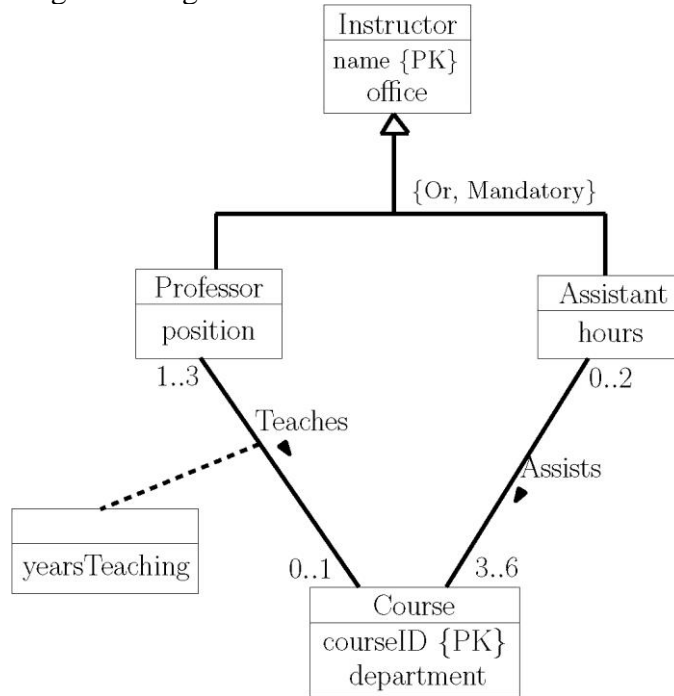 Instructor
name {PK}
office
{Or, Mandatory}
Professor
position
Assistant
hours
1..3
0..2
Teaches
Assists
yearsTeaching
0..1
3..6
Course
courseID {PK}
department